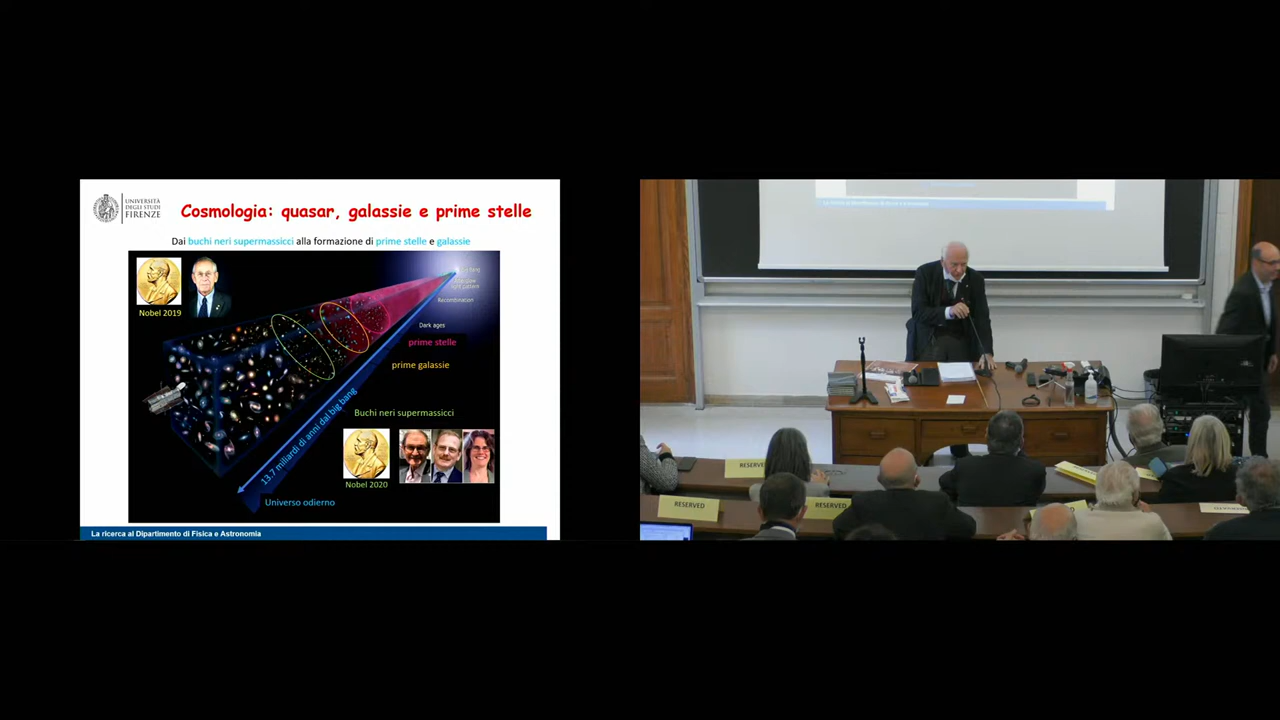 UNIVERSITÀ
DEGLI STUDI
FIRENZE
Cosmologia: quasar, galassie e prime stelle
Dai buchi neri supermassicci alla formazione di prime stelle e galassie
Nobel 2019
Recombination
Dark ages
prime stelle
prime galassie
Buchi neri supermassicci
13.7 miliardi di anni dal big bang
Nobel 2020
Universo odierno
La ricerca al Dipartimento di Fisica e Astronomia
RESERVED
RESERVED